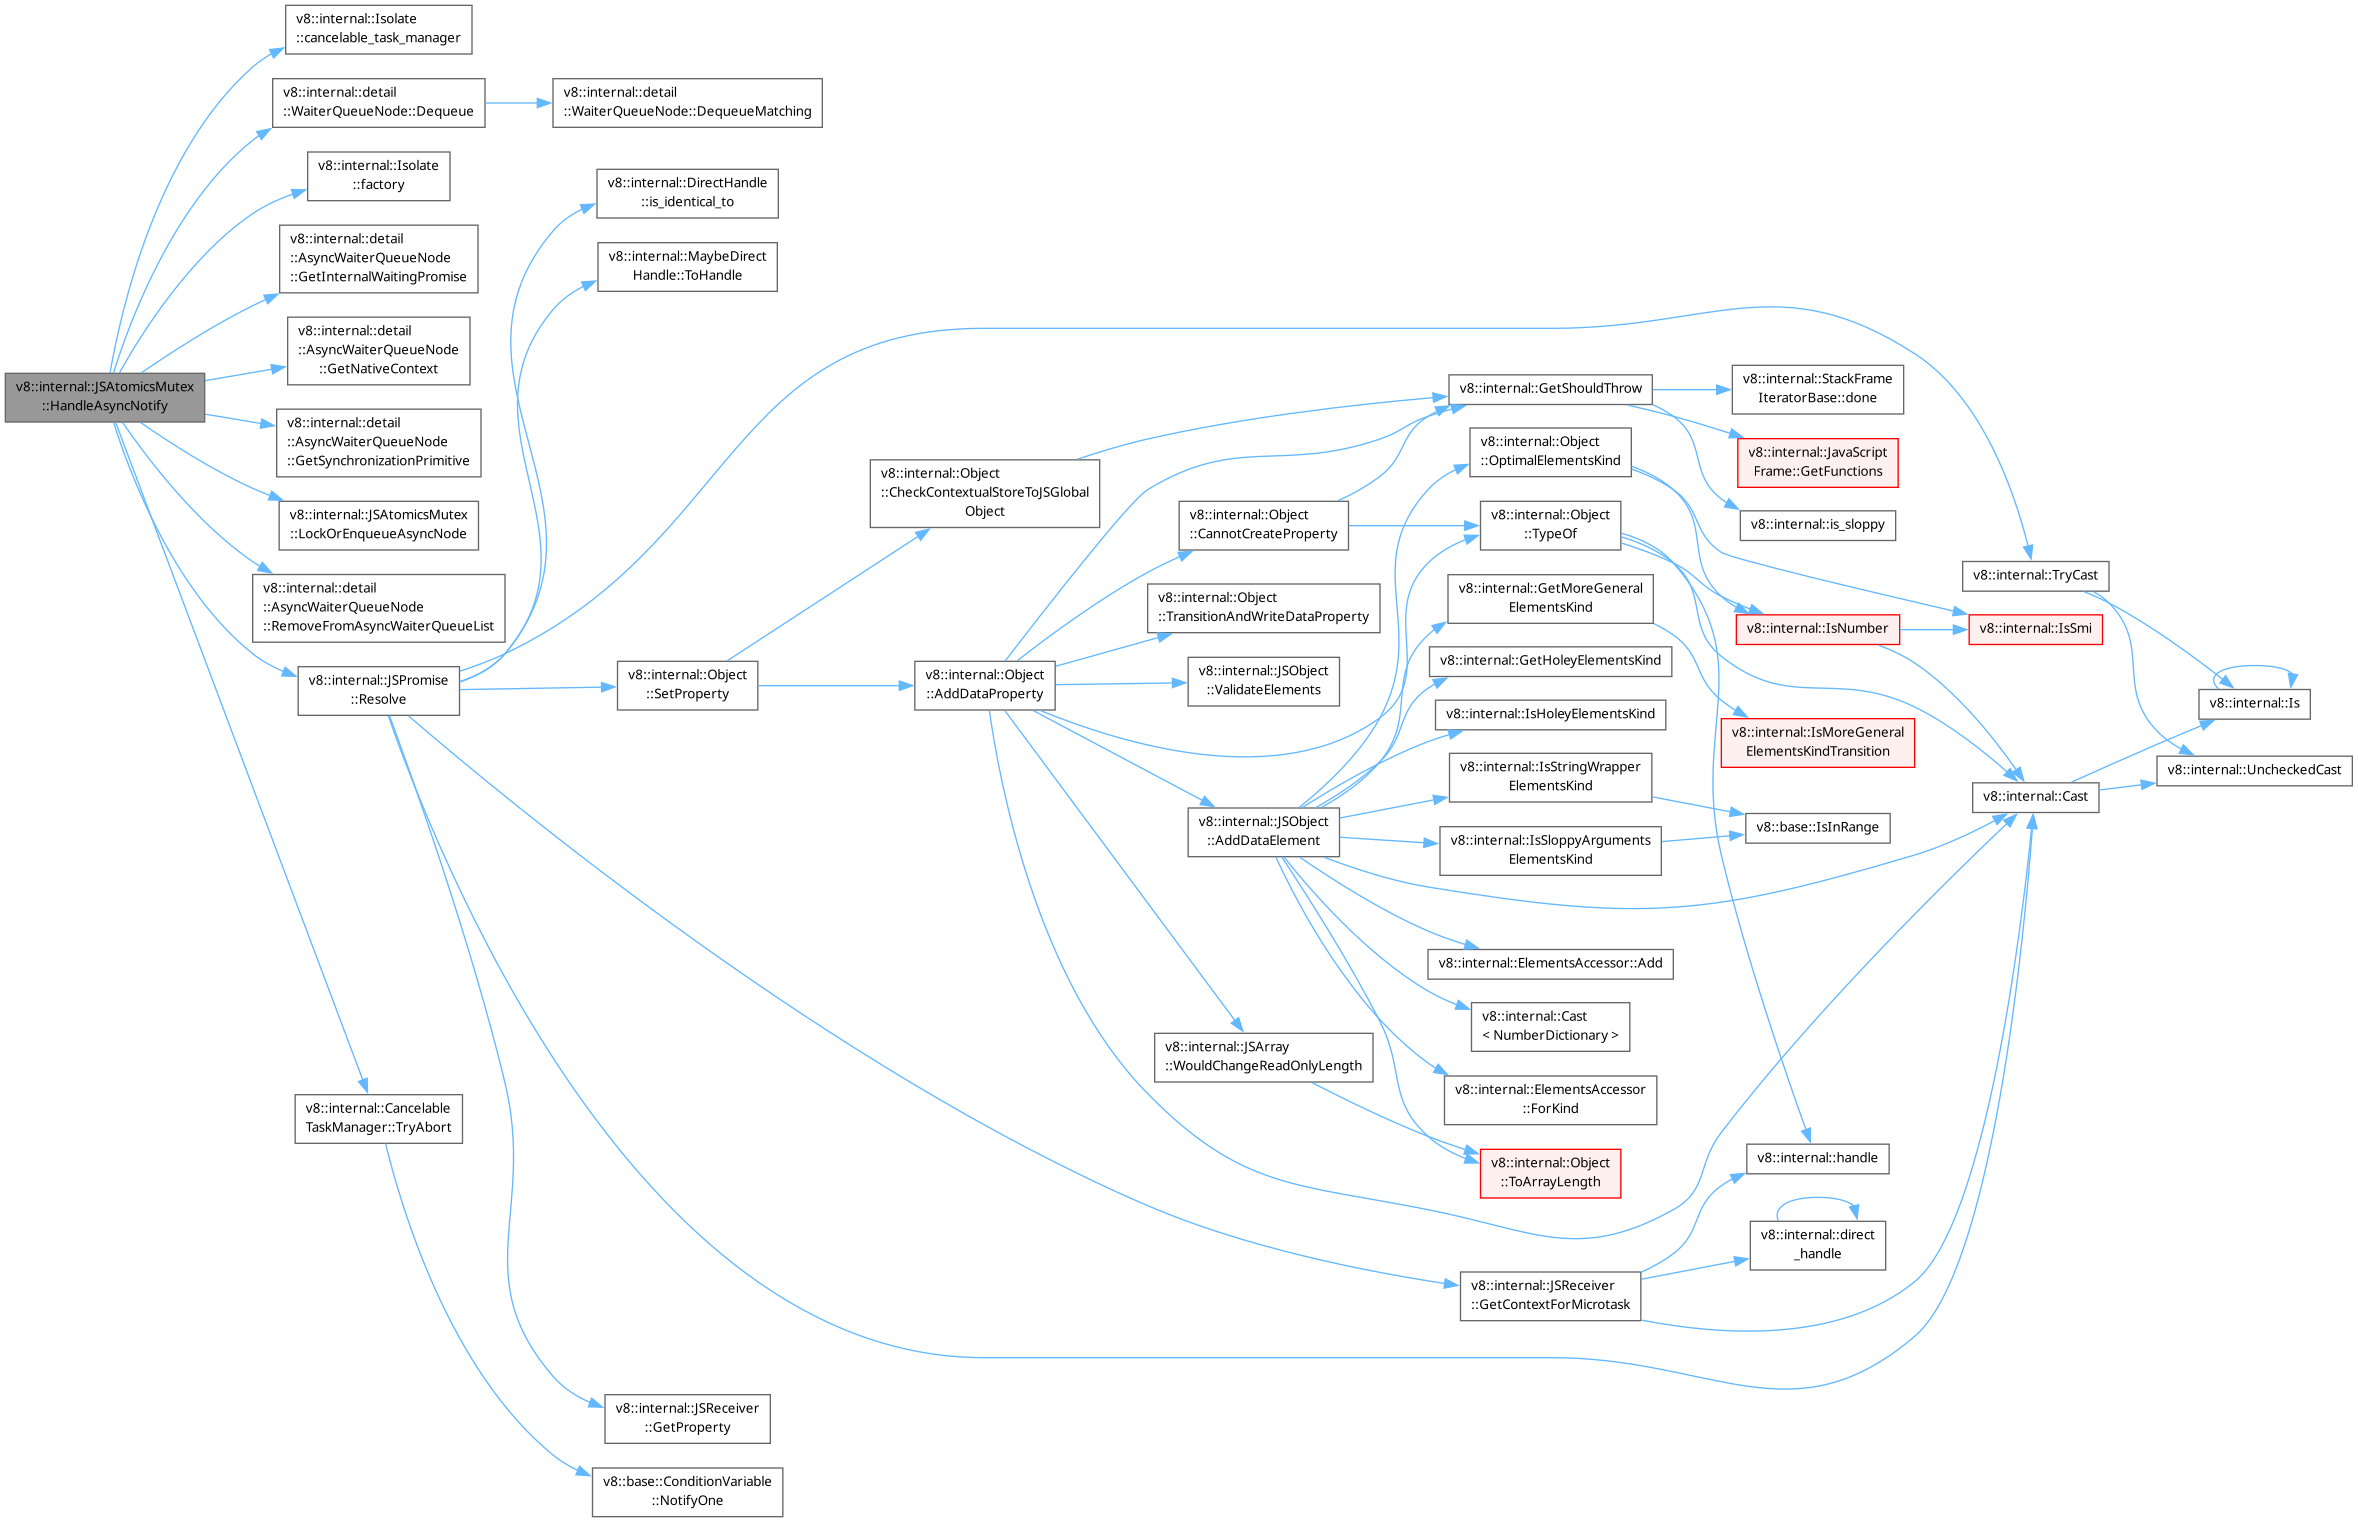 v8::internal::JSAtomicsMutex
::HandleAsyncNotify
v8::internal::Isolate
::cancelable_task_manager
v8::internal::detail
::WaiterQueueNode::Dequeue
v8::internal::Isolate
::factory
v8::internal::detail
::AsyncWaiterQueueNode
::GetInternalWaitingPromise
v8::internal::detail
::AsyncWaiterQueueNode
::GetNativeContext
v8::internal::detail
::AsyncWaiterQueueNode
::GetSynchronizationPrimitive
v8::internal::JSAtomicsMutex
::LockOrEnqueueAsyncNode
v8::internal::detail
::AsyncWaiterQueueNode
::RemoveFromAsyncWaiterQueueList
v8::internal::JSPromise
::Resolve
v8::internal::Cancelable
TaskManager::TryAbort
v8::internal::detail
::WaiterQueueNode::DequeueMatching
v8::internal::DirectHandle
::is_identical_to
v8::internal::MaybeDirect
Handle::ToHandle
v8::internal::Object
::SetProperty
v8::internal::JSReceiver
::GetProperty
v8::base::ConditionVariable
::NotifyOne
v8::internal::Object
::CheckContextualStoreToJSGlobal
Object
v8::internal::Object
::AddDataProperty
v8::internal::Object
::CannotCreateProperty
v8::internal::Object
::TransitionAndWriteDataProperty
v8::internal::JSObject
::ValidateElements
v8::internal::JSObject
::AddDataElement
v8::internal::JSArray
::WouldChangeReadOnlyLength
v8::internal::GetShouldThrow
v8::internal::Object
::OptimalElementsKind
v8::internal::Object
::TypeOf
v8::internal::GetMoreGeneral
ElementsKind
v8::internal::GetHoleyElementsKind
v8::internal::IsHoleyElementsKind
v8::internal::IsStringWrapper
ElementsKind
v8::internal::IsSloppyArguments
ElementsKind
v8::internal::ElementsAccessor::Add
v8::internal::Cast
< NumberDictionary >
v8::internal::ElementsAccessor
::ForKind
v8::internal::Object
::ToArrayLength
v8::internal::JSReceiver
::GetContextForMicrotask
v8::internal::StackFrame
IteratorBase::done
v8::internal::JavaScript
Frame::GetFunctions
v8::internal::is_sloppy
v8::internal::IsNumber
v8::internal::IsMoreGeneral
ElementsKindTransition
v8::base::IsInRange
v8::internal::handle
v8::internal::direct
_handle
v8::internal::TryCast
v8::internal::IsSmi
v8::internal::Cast
v8::internal::Is
v8::internal::UncheckedCast